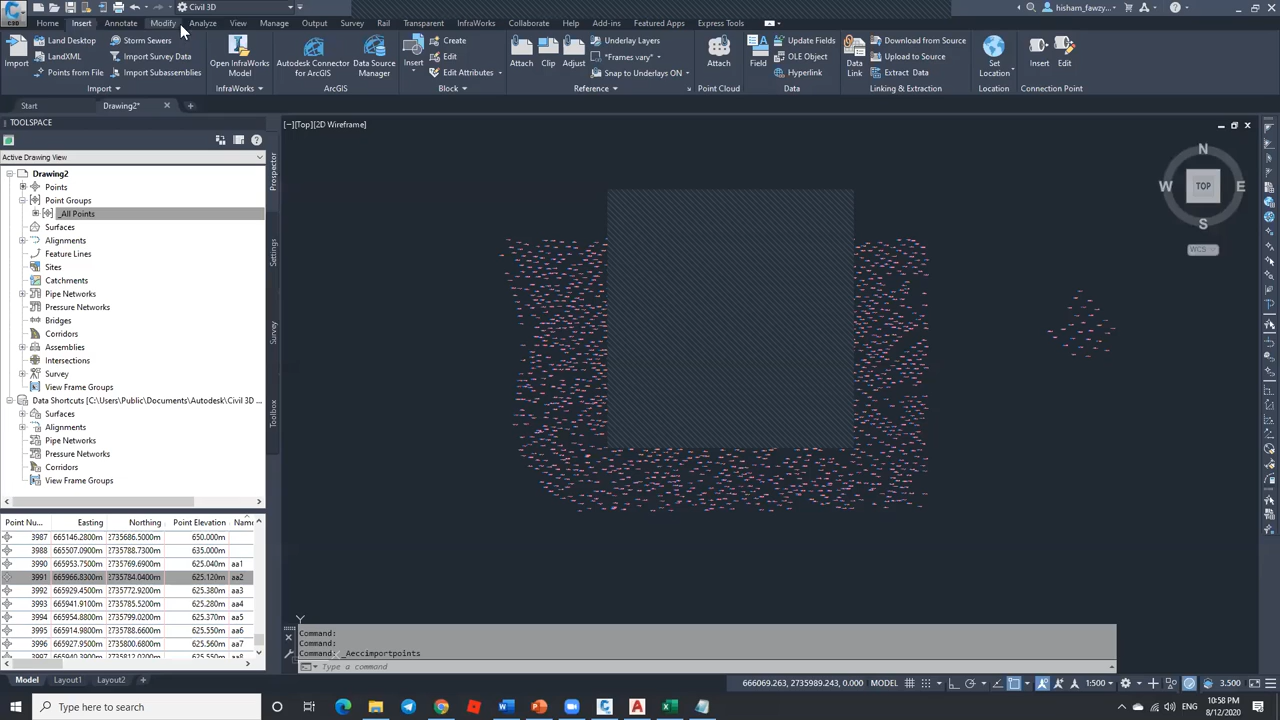 C3D Civil 3D hisham_fawzy...
Home Insert Annotate Modify Analyze View Manage Output Survey Rail Transparent InfraWorks Collaborate Help Add-ins Featured Apps Express Tools
Import Land Desktop LandXML Points from File Storm Sewers Import Survey Data Import Subassemblies
Open InfraWorks Model
Autodesk Connector for ArcGIS Data Source Manager
Insert Create Edit Edit Attributes
Attach Clip Adjust Underlay Layers *Frames vary* Snap to Underlays ON
Attach
Field Update Fields OLE Object Hyperlink
Data Link Download from Source Upload to Source Extract Data
Set Location
Insert Edit
Import InfraWorks ArcGIS Block Reference Point Cloud Data Linking & Extraction Location Connection Point
Start Drawing2*
TOOLSPACE
Active Drawing View
Drawing2
Points
Point Groups
_All Points
Surfaces
Alignments
Feature Lines
Sites
Catchments
Pipe Networks
Pressure Networks
Bridges
Corridors
Assemblies
Intersections
Survey
View Frame Groups
Data Shortcuts [C:\Users\Public\Documents\Autodesk\Civil 3D ...
Surfaces
Alignments
Pipe Networks
Pressure Networks
Corridors
View Frame Groups
Prospector
Settings
Survey
Toolbox
Point Nu... Easting Northing Point Elevation Name
3987 665146.2800m 2735686.5000m 650.000m
3988 665507.0900m 2735788.7300m 635.000m
3990 665953.7500m 2735769.6900m 625.040m aa1
3991 665966.8300m 2735784.0400m 625.120m aa2
3992 665929.4500m 2735772.9200m 625.380m aa3
3993 665941.9100m 2735785.5200m 625.280m aa4
3994 665954.8800m 2735799.0200m 625.370m aa5
3995 665914.9800m 2735788.6600m 625.550m aa6
3996 665927.9500m 2735800.6800m 625.560m aa7
3997 665940.3900m 2735812.0200m 625.550m aa8
[−][Top][2D Wireframe]
N
W TOP E
S
WCS
Y
Command:
Command:
Command: _Aeccimportpoints
Type a command
Model Layout1 Layout2
666069.263, 2735989.243, 0.000 MODEL 1:500 3.500
Type here to search
10:58 PM
8/12/2020